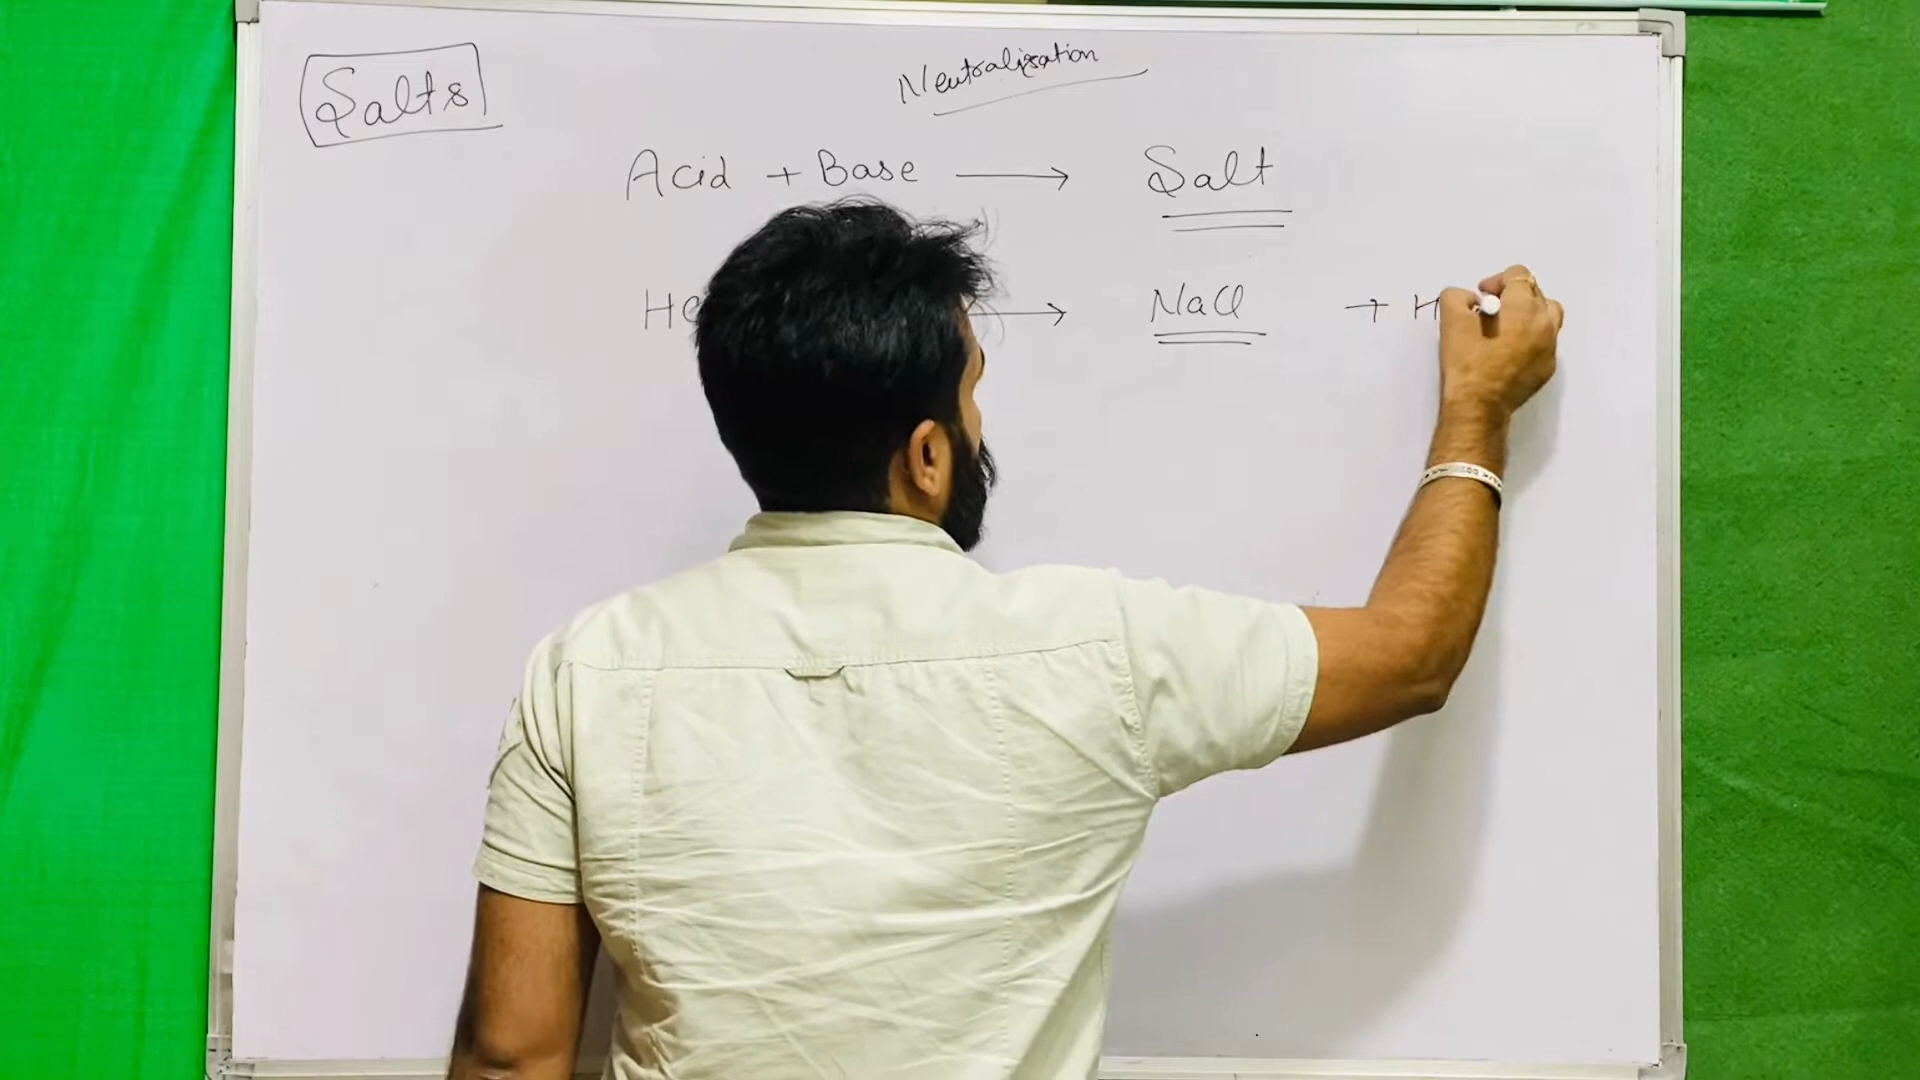 Salts
Neutralisation
Acid + Base → Salt
→ NaCl + H